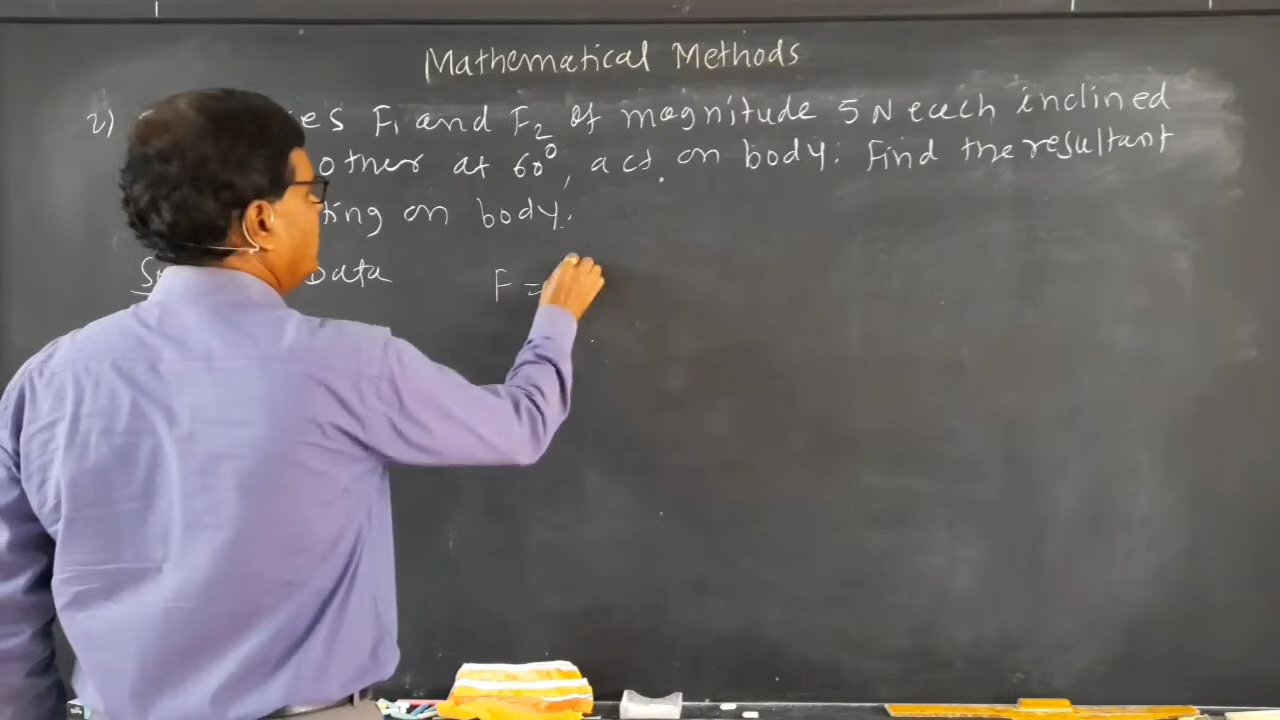 Mathematical Methods
2) es F1 and F2 of magnitude 5 N each inclined
other at 60°, act on body. Find the resultant
ting on body.
Data F =